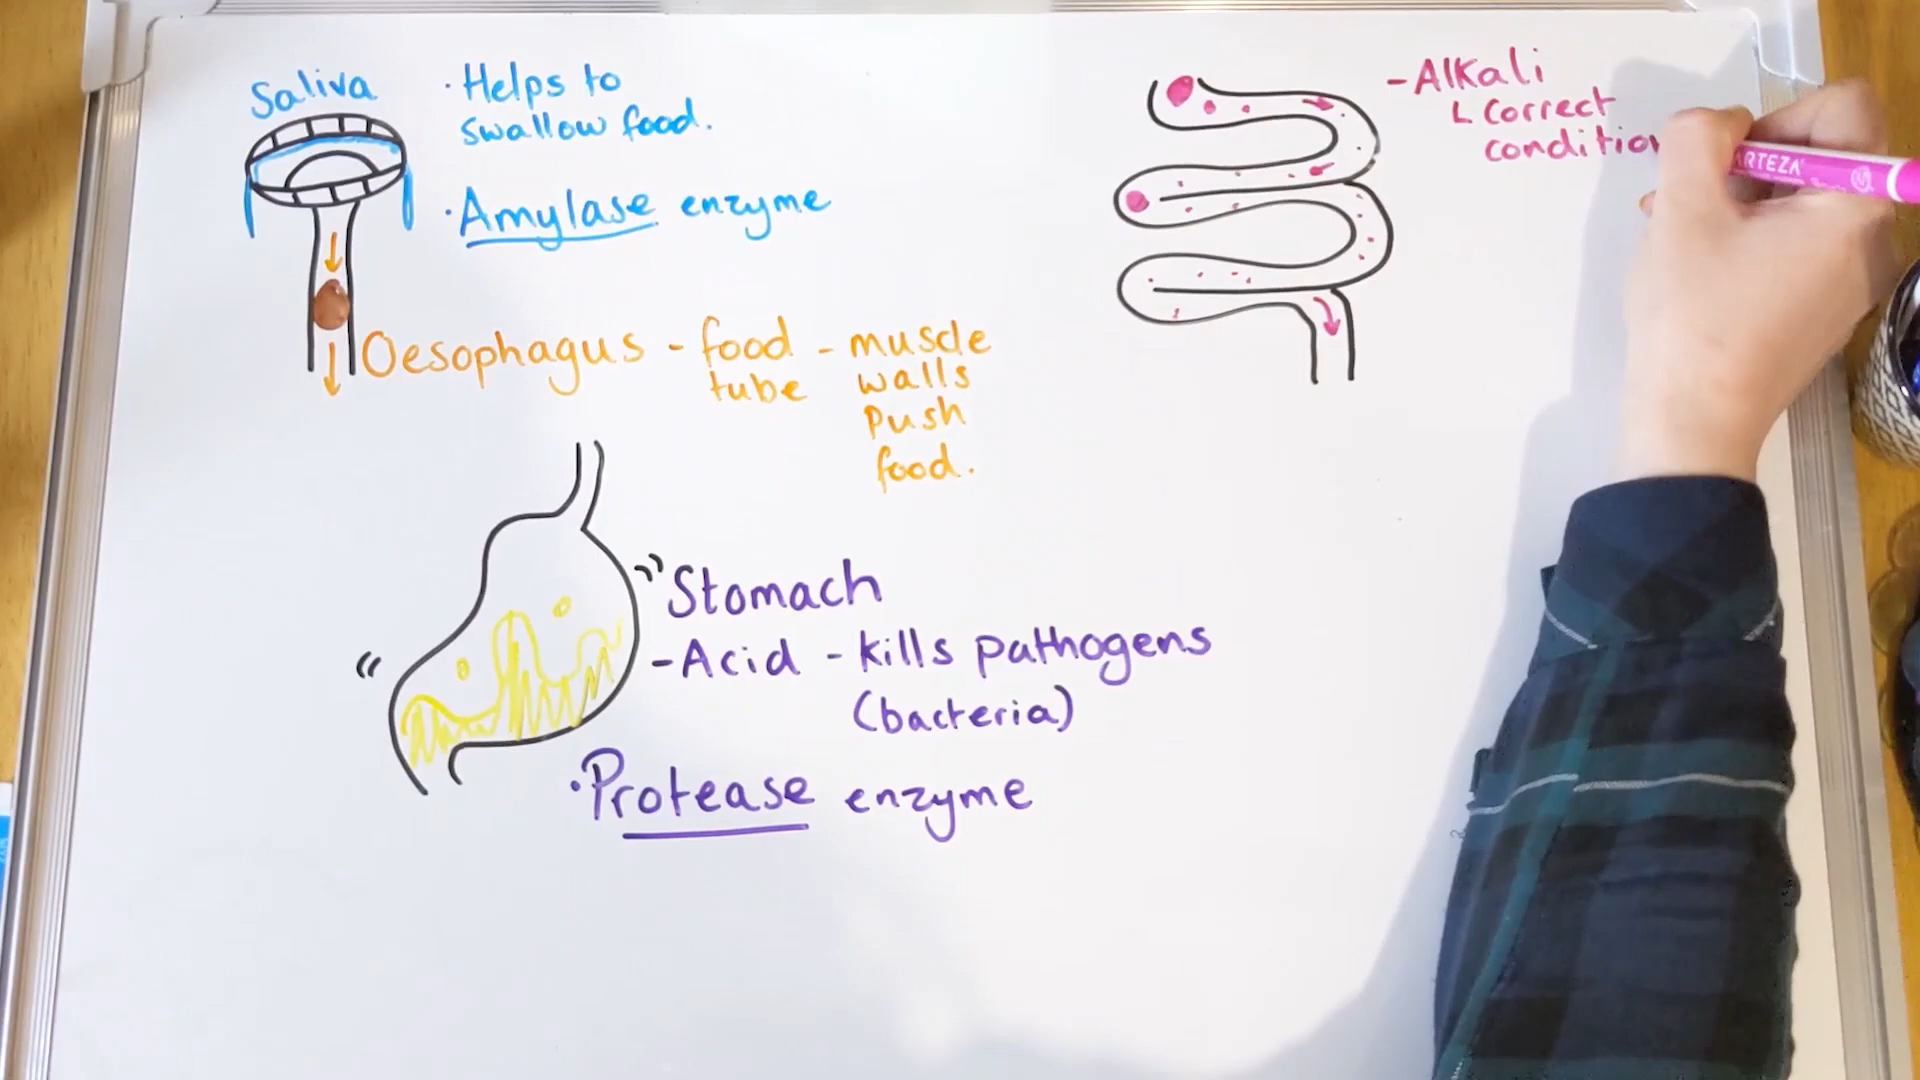 Saliva
· Helps to
swallow food.
· Amylase enzyme
Oesophagus - food - muscle
tube walls
push
food.
Stomach
- Acid - kills pathogens
(bacteria)
· Protease enzyme
- Alkali
L correct
ARTEZA